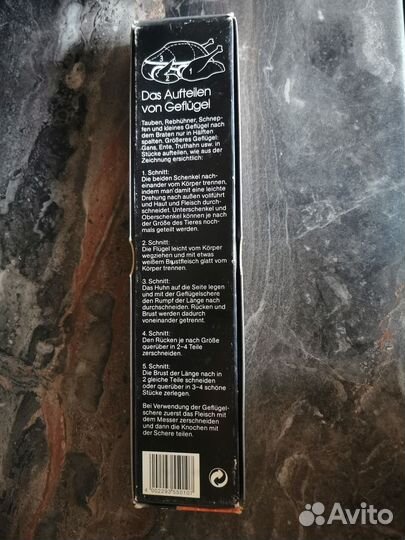 3
2
1
Das Aufteilen
von Geflügel
Tauben, Rebhühner, Schnep-
fen und kleines Geflügel nach
dem Braten nur in Hälften
spalten. Größeres Geflügel:
Gans, Ente, Truthahn usw. in
Stücke aufteilen, wie aus der
Zeichnung ersichtlich:
1. Schnitt:
Die beiden Schenkel nach-
einander vom Körper trennen,
indem man damit eine leichte
Drehung nach außen vollführt
und Haut und Fleisch durch-
schneidet. Unterschenkel und
Oberschenkel können je nach
der Größe des Tieres noch-
mals geteilt werden.
2. Schnitt:
Die Flügel leicht vom Körper
wegziehen und mit etwas
weißem Brustfleisch glatt vom
Körper trennen.
3. Schnitt:
Das Huhn auf die Seite legen
und mit der Geflügelschere
den Rumpf der Länge nach
durchschneiden. Rücken und
Brust werden dadurch
voneinander getrennt.
4. Schnitt:
Den Rücken je nach Größe
querüber in 2-4 Teile
zerschneiden.
5. Schnitt:
Die Brust der Länge nach in
2 gleiche Teile schneiden
oder querüber in 3-4 schöne
Stücke zerlegen.
Bei Verwendung der Geflügel-
schere zuerst das Fleisch mit
dem Messer zerschneiden
und dann die Knochen mit
der Schere teilen.
4 002293 550107
Avito